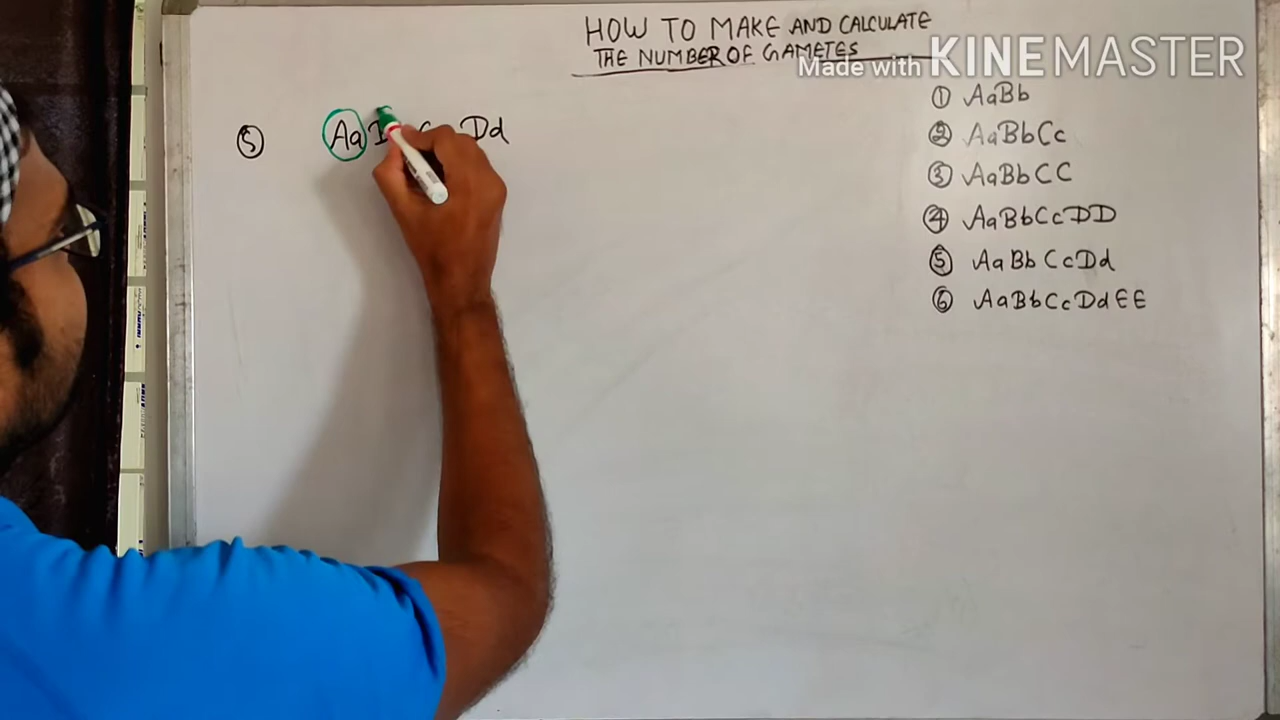 HOW TO MAKE AND CALCULATE
THE NUMBER OF GAMETES
Made with KINEMASTER
① AaBb
② AaBbCc
③ AaBbCC
④ AaBbCcDD
⑤ AaBbCcDd
⑥ AaBbCcDdEE
⑤ Aa Dd